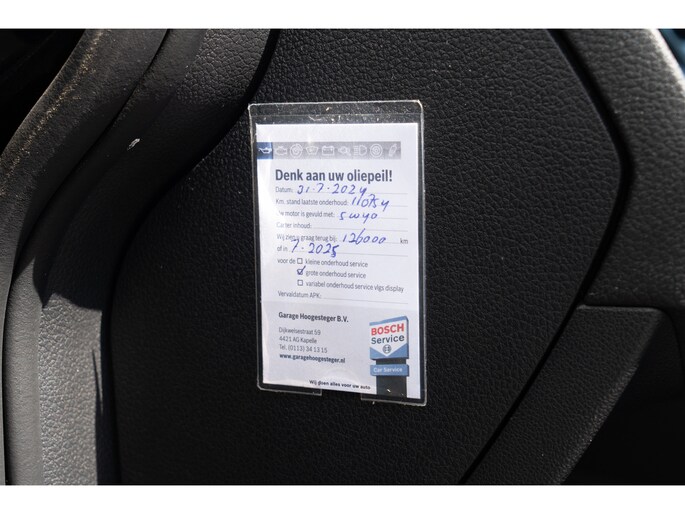 Denk aan uw oliepeil!
Datum: 31-7-2024
Km. stand laatste onderhoud: 110754
Uw motor is gevuld met: 5W40
Carter inhoud:
Wij zien u graag terug bij: 126000 km
of in 7-2025
voor de kleine onderhoud service
grote onderhoud service
variabel onderhoud service vlgs display
Vervaldatum APK:
Garage Hoogesteger B.V.
Dijkwelsestraat 59
4421 AG Kapelle
Tel. (0113) 34 13 15
www.garagehoogesteger.nl
BOSCH
Service
Car Service
Wij doen alles voor uw auto